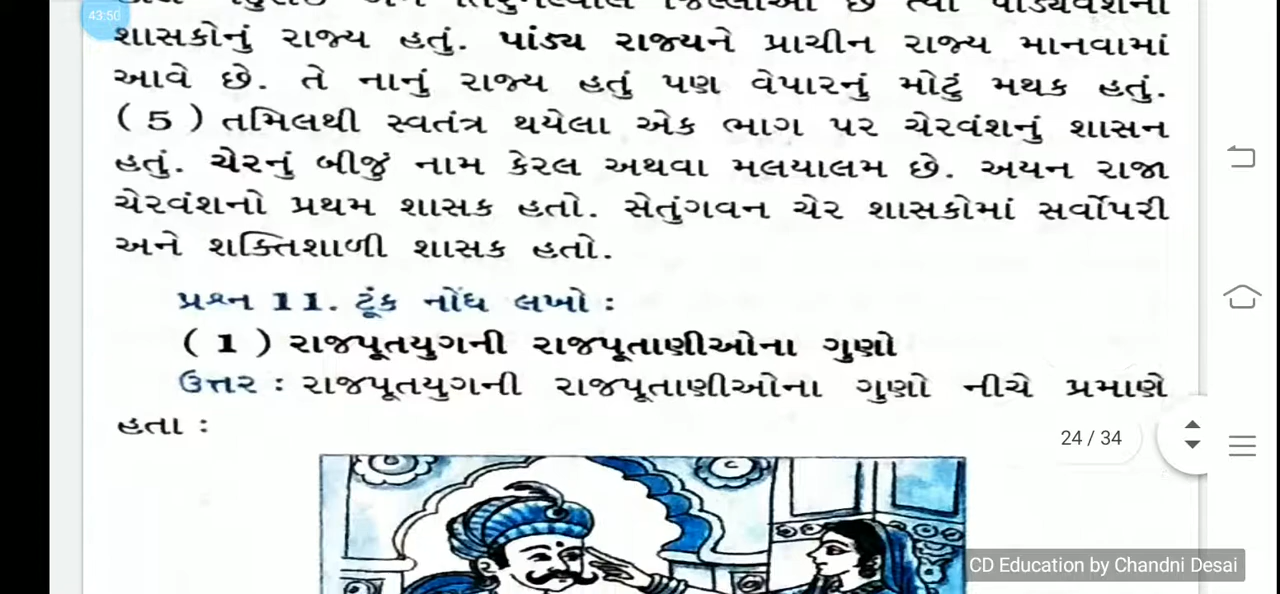 43:50
શાસકોનું રાજ્ય હતું. પાંડ્ય રાજ્યને પ્રાચીન રાજ્ય માનવામાં
આવે છે. તે નાનું રાજ્ય હતું પણ વેપારનું મોટું મથક હતું.
( 5 ) તમિલથી સ્વતંત્ર થયેલા એક ભાગ પર ચેરવંશનું શાસન
હતું. ચેરનું બીજું નામ કેરલ અથવા મલયાલમ છે. અયન રાજા
ચેરવંશનો પ્રથમ શાસક હતો. સેતુંગવન ચેર શાસકોમાં સર્વોપરી
અને શક્તિશાળી શાસક હતો.
પ્રશ્ન 11. ટૂંક નોંધ લખો :
( 1 ) રાજપૂતયુગની રાજપૂતાણીઓના ગુણો
ઉત્તર : રાજપૂતયુગની રાજપૂતાણીઓના ગુણો નીચે પ્રમાણે
હતા :
24 / 34
CD Education by Chandni Desai